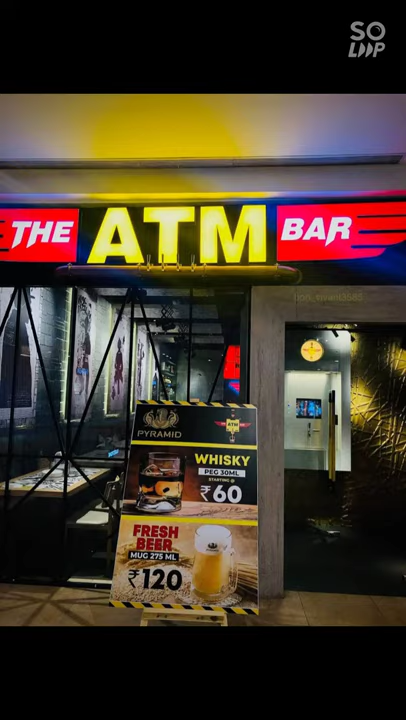 SO
LOOP
THE ATM BAR
PYRAMID
ATM
WHISKY
PEG 30ML
STARTING @
₹60
FRESH
BEER
MUG 275 ML
₹120